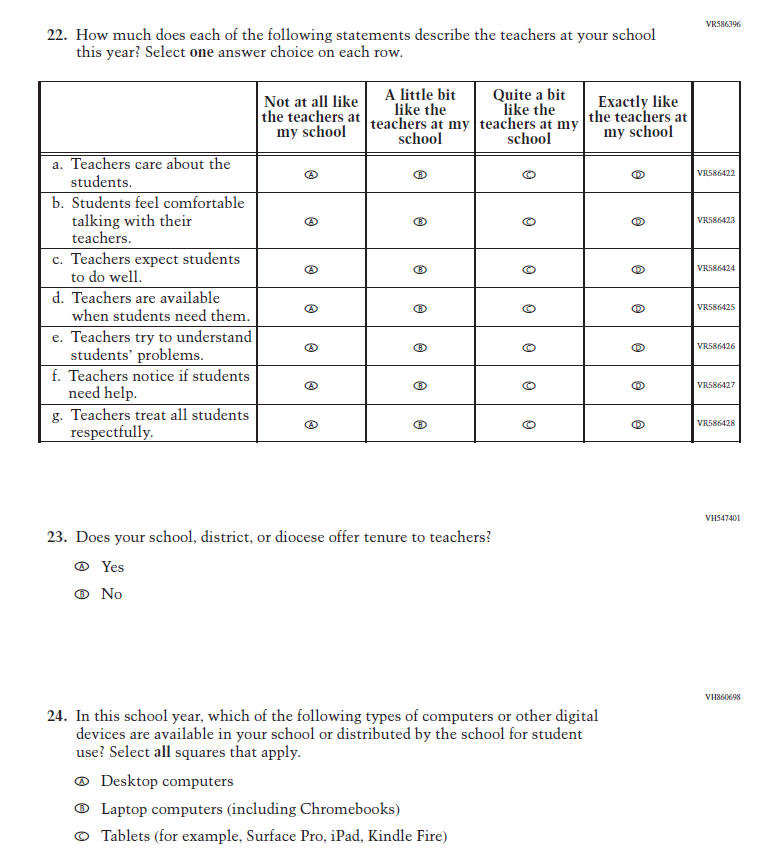 VR586396
22. How much does each of the following statements describe the teachers at your school
this year? Select one answer choice on each row.
Not at all like
the teachers at
my school
A little bit
like the
teachers at my
school
Quite a bit
like the
teachers at my
school
Exactly like
the teachers at
my school
a. Teachers care about the
students.
A B C D VR586422
b. Students feel comfortable
talking with their
teachers.
A B C D VR586423
c. Teachers expect students
to do well.
A B C D VR586424
d. Teachers are available
when students need them.
A B C D VR586425
e. Teachers try to understand
students' problems.
A B C D VR586426
f. Teachers notice if students
need help.
A B C D VR586427
g. Teachers treat all students
respectfully.
A B C D VR586428
VH547401
23. Does your school, district, or diocese offer tenure to teachers?
A Yes
B No
VH860698
24. In this school year, which of the following types of computers or other digital
devices are available in your school or distributed by the school for student
use? Select all squares that apply.
A Desktop computers
B Laptop computers (including Chromebooks)
C Tablets (for example, Surface Pro, iPad, Kindle Fire)